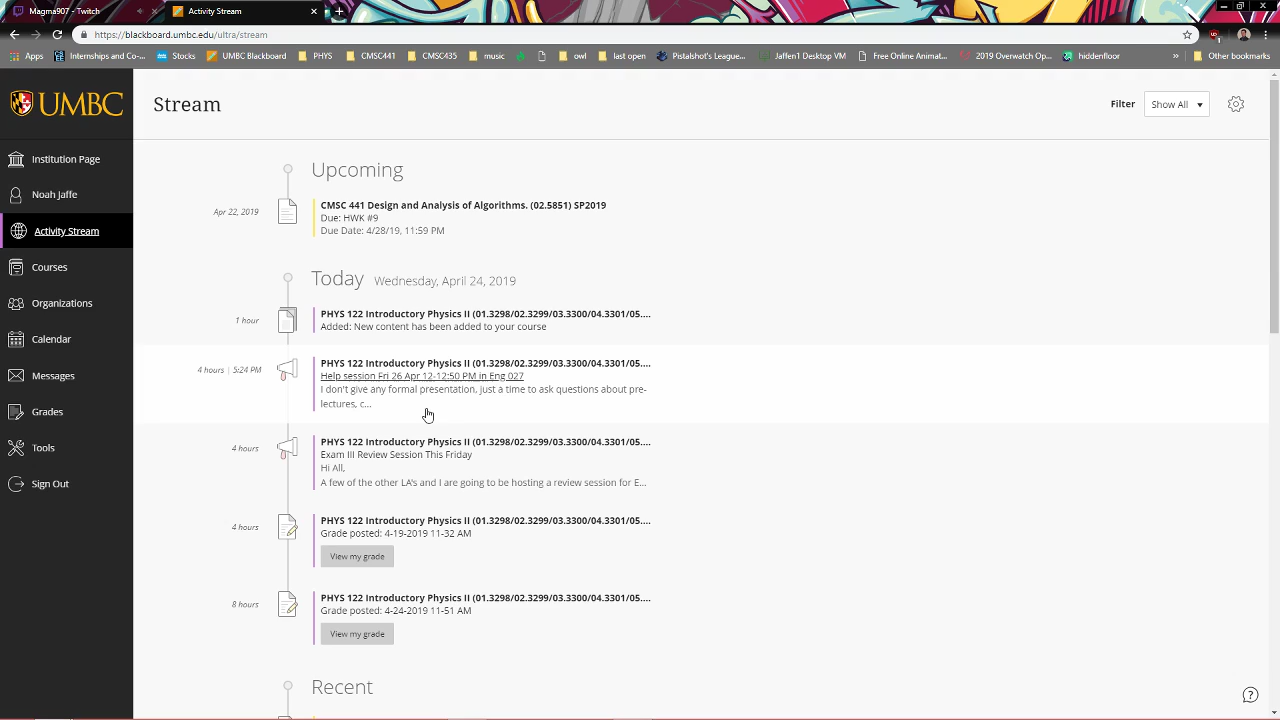 Magma907 - Twitch
Activity Stream
https://blackboard.umbc.edu/ultra/stream
Apps
Internships and Co-...
Stocks
UMBC Blackboard
PHYS
CMSC441
CMSC435
music
owl
last open
Pistalshot's League...
Jaffen1 Desktop VM
Free Online Animat...
2019 Overwatch Op...
hiddenfloor
»
Other bookmarks
UMBC
Institution Page
Noah Jaffe
Activity Stream
Courses
Organizations
Calendar
Messages
Grades
Tools
Sign Out
Stream
Filter
Show All
Upcoming
Apr 22, 2019
CMSC 441 Design and Analysis of Algorithms. (02.5851) SP2019
Due: HWK #9
Due Date: 4/28/19, 11:59 PM
Today Wednesday, April 24, 2019
1 hour
PHYS 122 Introductory Physics II (01.3298/02.3299/03.3300/04.3301/05....
Added: New content has been added to your course
4 hours | 5:24 PM
PHYS 122 Introductory Physics II (01.3298/02.3299/03.3300/04.3301/05....
Help session Fri 26 Apr 12-12:50 PM in Eng 027
I don't give any formal presentation, just a time to ask questions about pre-
lectures, c...
4 hours
PHYS 122 Introductory Physics II (01.3298/02.3299/03.3300/04.3301/05....
Exam III Review Session This Friday
Hi All,
A few of the other LA's and I are going to be hosting a review session for E...
4 hours
PHYS 122 Introductory Physics II (01.3298/02.3299/03.3300/04.3301/05....
Grade posted: 4-19-2019 11-32 AM
View my grade
8 hours
PHYS 122 Introductory Physics II (01.3298/02.3299/03.3300/04.3301/05....
Grade posted: 4-24-2019 11-51 AM
View my grade
Recent